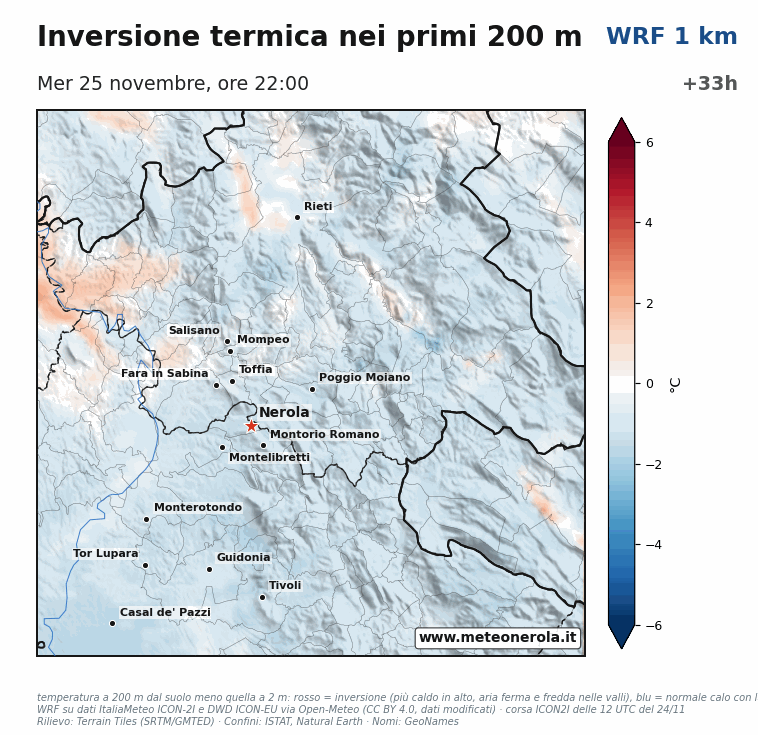 Inversione termica nei primi 200 m WRF 1 km
Mer 25 novembre, ore 22:00 +33h
6
4
2
0
−2
−4
−6
°C
Rieti
Salisano
Mompeo
Toffia
Fara in Sabina
Poggio Moiano
Nerola
Montorio Romano
Montelibretti
Monterotondo
Tor Lupara
Guidonia
Tivoli
Casal de' Pazzi
www.meteonerola.it
temperatura a 200 m dal suolo meno quella a 2 m: rosso = inversione (più caldo in alto, aria ferma e fredda nelle valli), blu = normale calo con l
WRF su dati ItaliaMeteo ICON-2I e DWD ICON-EU via Open-Meteo (CC BY 4.0, dati modificati) · corsa ICON2I delle 12 UTC del 24/11
Rilievo: Terrain Tiles (SRTM/GMTED) · Confini: ISTAT, Natural Earth · Nomi: GeoNames